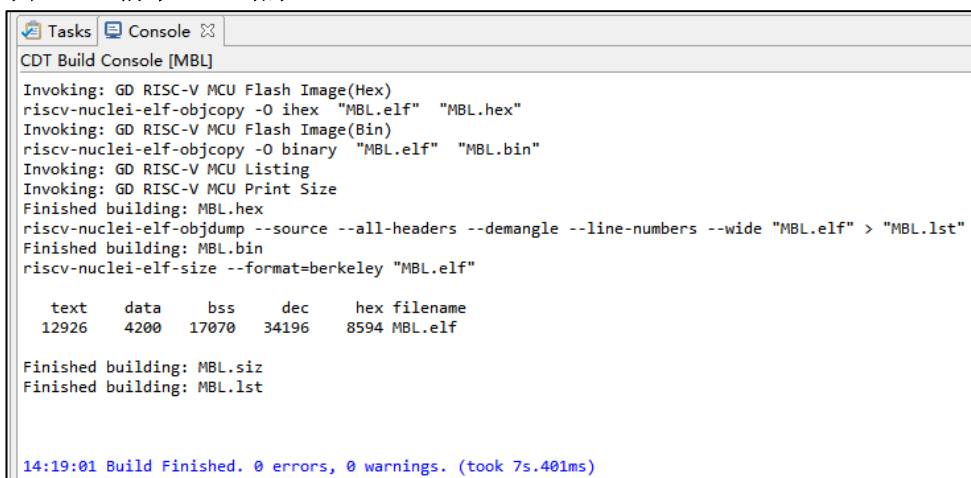 Tasks Console
CDT Build Console [MBL]
Invoking: GD RISC-V MCU Flash Image(Hex)
riscv-nuclei-elf-objcopy -O ihex "MBL.elf" "MBL.hex"
Invoking: GD RISC-V MCU Flash Image(Bin)
riscv-nuclei-elf-objcopy -O binary "MBL.elf" "MBL.bin"
Invoking: GD RISC-V MCU Listing
Invoking: GD RISC-V MCU Print Size
Finished building: MBL.hex
riscv-nuclei-elf-objdump --source --all-headers --demangle --line-numbers --wide "MBL.elf" > "MBL.lst"
Finished building: MBL.bin
riscv-nuclei-elf-size --format=berkeley "MBL.elf"
text data bss dec hex filename
12926 4200 17070 34196 8594 MBL.elf
Finished building: MBL.siz
Finished building: MBL.lst
14:19:01 Build Finished. 0 errors, 0 warnings. (took 7s.401ms)